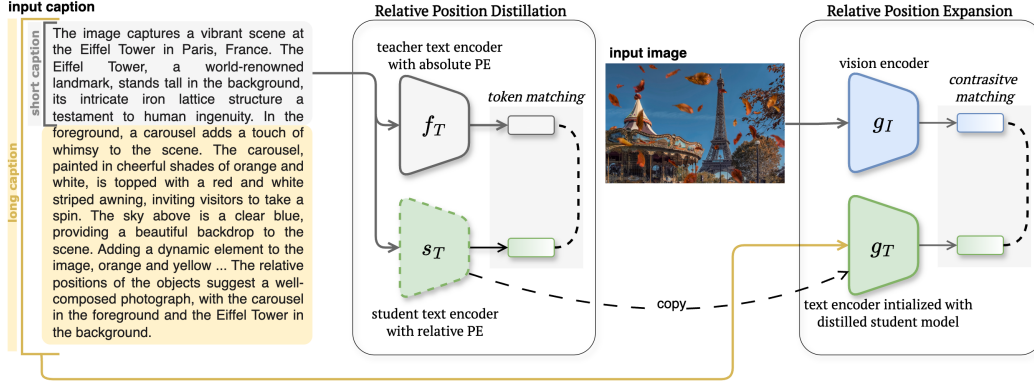 input caption
short caption
long caption
The image captures a vibrant scene at
the Eiffel Tower in Paris, France. The
Eiffel Tower, a world-renowned
landmark, stands tall in the background,
its intricate iron lattice structure a
testament to human ingenuity. In the
foreground, a carousel adds a touch of
whimsy to the scene. The carousel,
painted in cheerful shades of orange and
white, is topped with a red and white
striped awning, inviting visitors to take a
spin. The sky above is a clear blue,
providing a beautiful backdrop to the
scene. Adding a dynamic element to the
image, orange and yellow ... The relative
positions of the objects suggest a well-
composed photograph, with the carousel
in the foreground and the Eiffel Tower in
the background.
Relative Position Distillation
teacher text encoder
with absolute PE
token matching
f_T
s_T
student text encoder
with relative PE
input image
copy
Relative Position Expansion
vision encoder
contrasitve
matching
g_I
g_T
text encoder intialized with
distilled student model